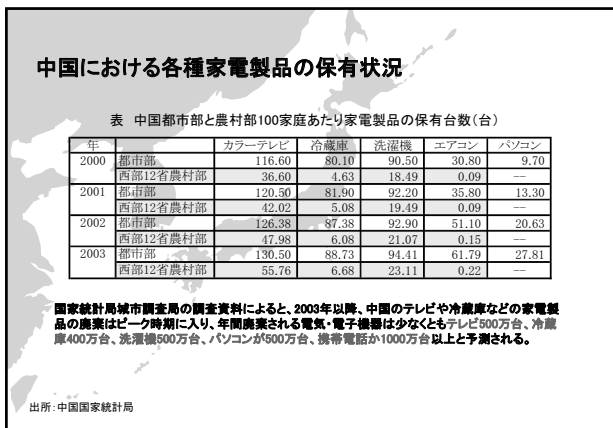 中国における各種家電製品の保有状況
表 中国都市部と農村部100家庭あたり家電製品の保有台数(台)
年 カラーテレビ 冷蔵庫 洗濯機 エアコン パソコン
2000 都市部 116.60 80.10 90.50 30.80 9.70
西部12省農村部 36.60 4.63 18.49 0.09 --
2001 都市部 120.50 81.90 92.20 35.80 13.30
西部12省農村部 42.02 5.08 19.49 0.09 --
2002 都市部 126.38 87.38 92.90 51.10 20.63
西部12省農村部 47.98 6.08 21.07 0.15 --
2003 都市部 130.50 88.73 94.41 61.79 27.81
西部12省農村部 55.76 6.68 23.11 0.22 --
国家統計局城市調査局の調査資料によると、2003年以降、中国のテレビや冷蔵庫などの家電製
品の廃棄はピーク時期に入り、年間廃棄される電気・電子機器は少なくともテレビ500万台、冷蔵
庫400万台、洗濯機500万台、パソコンが500万台、携帯電話か1000万台以上と予測される。
出所:中国国家統計局